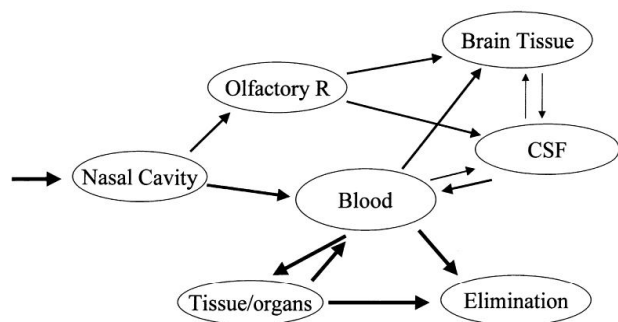 Brain Tissue
Olfactory R
CSF
Nasal Cavity
Blood
Tissue/organs
Elimination